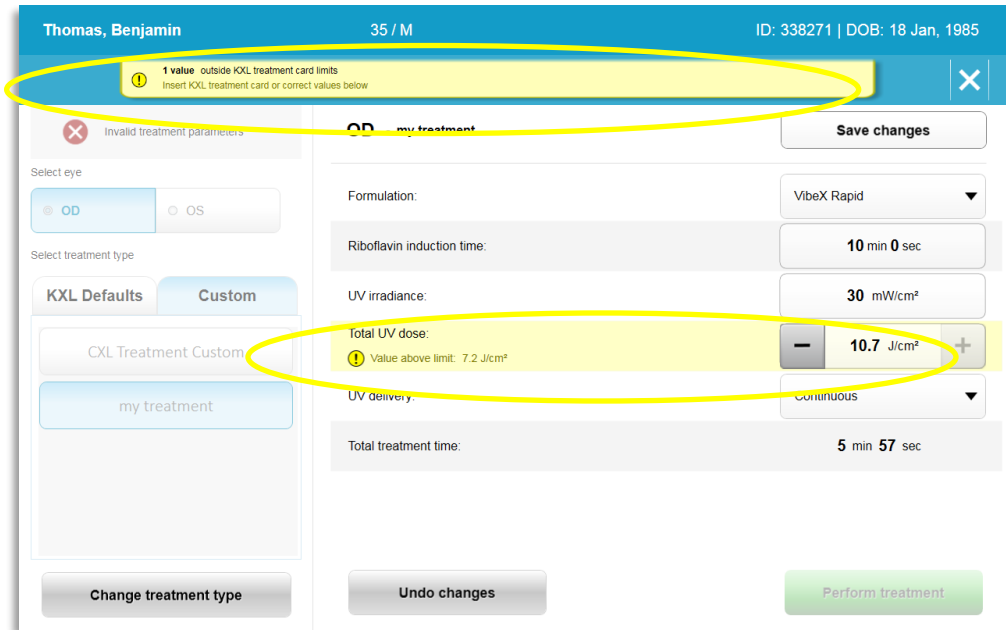 Thomas, Benjamin
35 / M
ID: 338271 | DOB: 18 Jan, 1985
1 value outside KXL treatment card limits
Insert KXL treatment card or correct values below
Invalid treatment parameters
OD - my treatment
Save changes
Select eye
OD
OS
Select treatment type
KXL Defaults
Custom
CXL Treatment Custom
my treatment
Change treatment type
Formulation:
VibeX Rapid
Riboflavin induction time:
10 min 0 sec
UV irradiance:
30 mW/cm²
Total UV dose:
Value above limit: 7.2 J/cm²
10.7 J/cm²
UV delivery:
Continuous
Total treatment time:
5 min 57 sec
Undo changes
Perform treatment